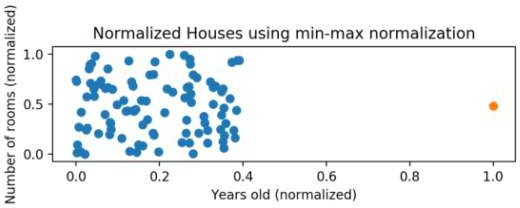 Normalized Houses using min-max normalization
Number of rooms (normalized)
1.0
0.5
0.0
0.0 0.2 0.4 0.6 0.8 1.0
Years old (normalized)